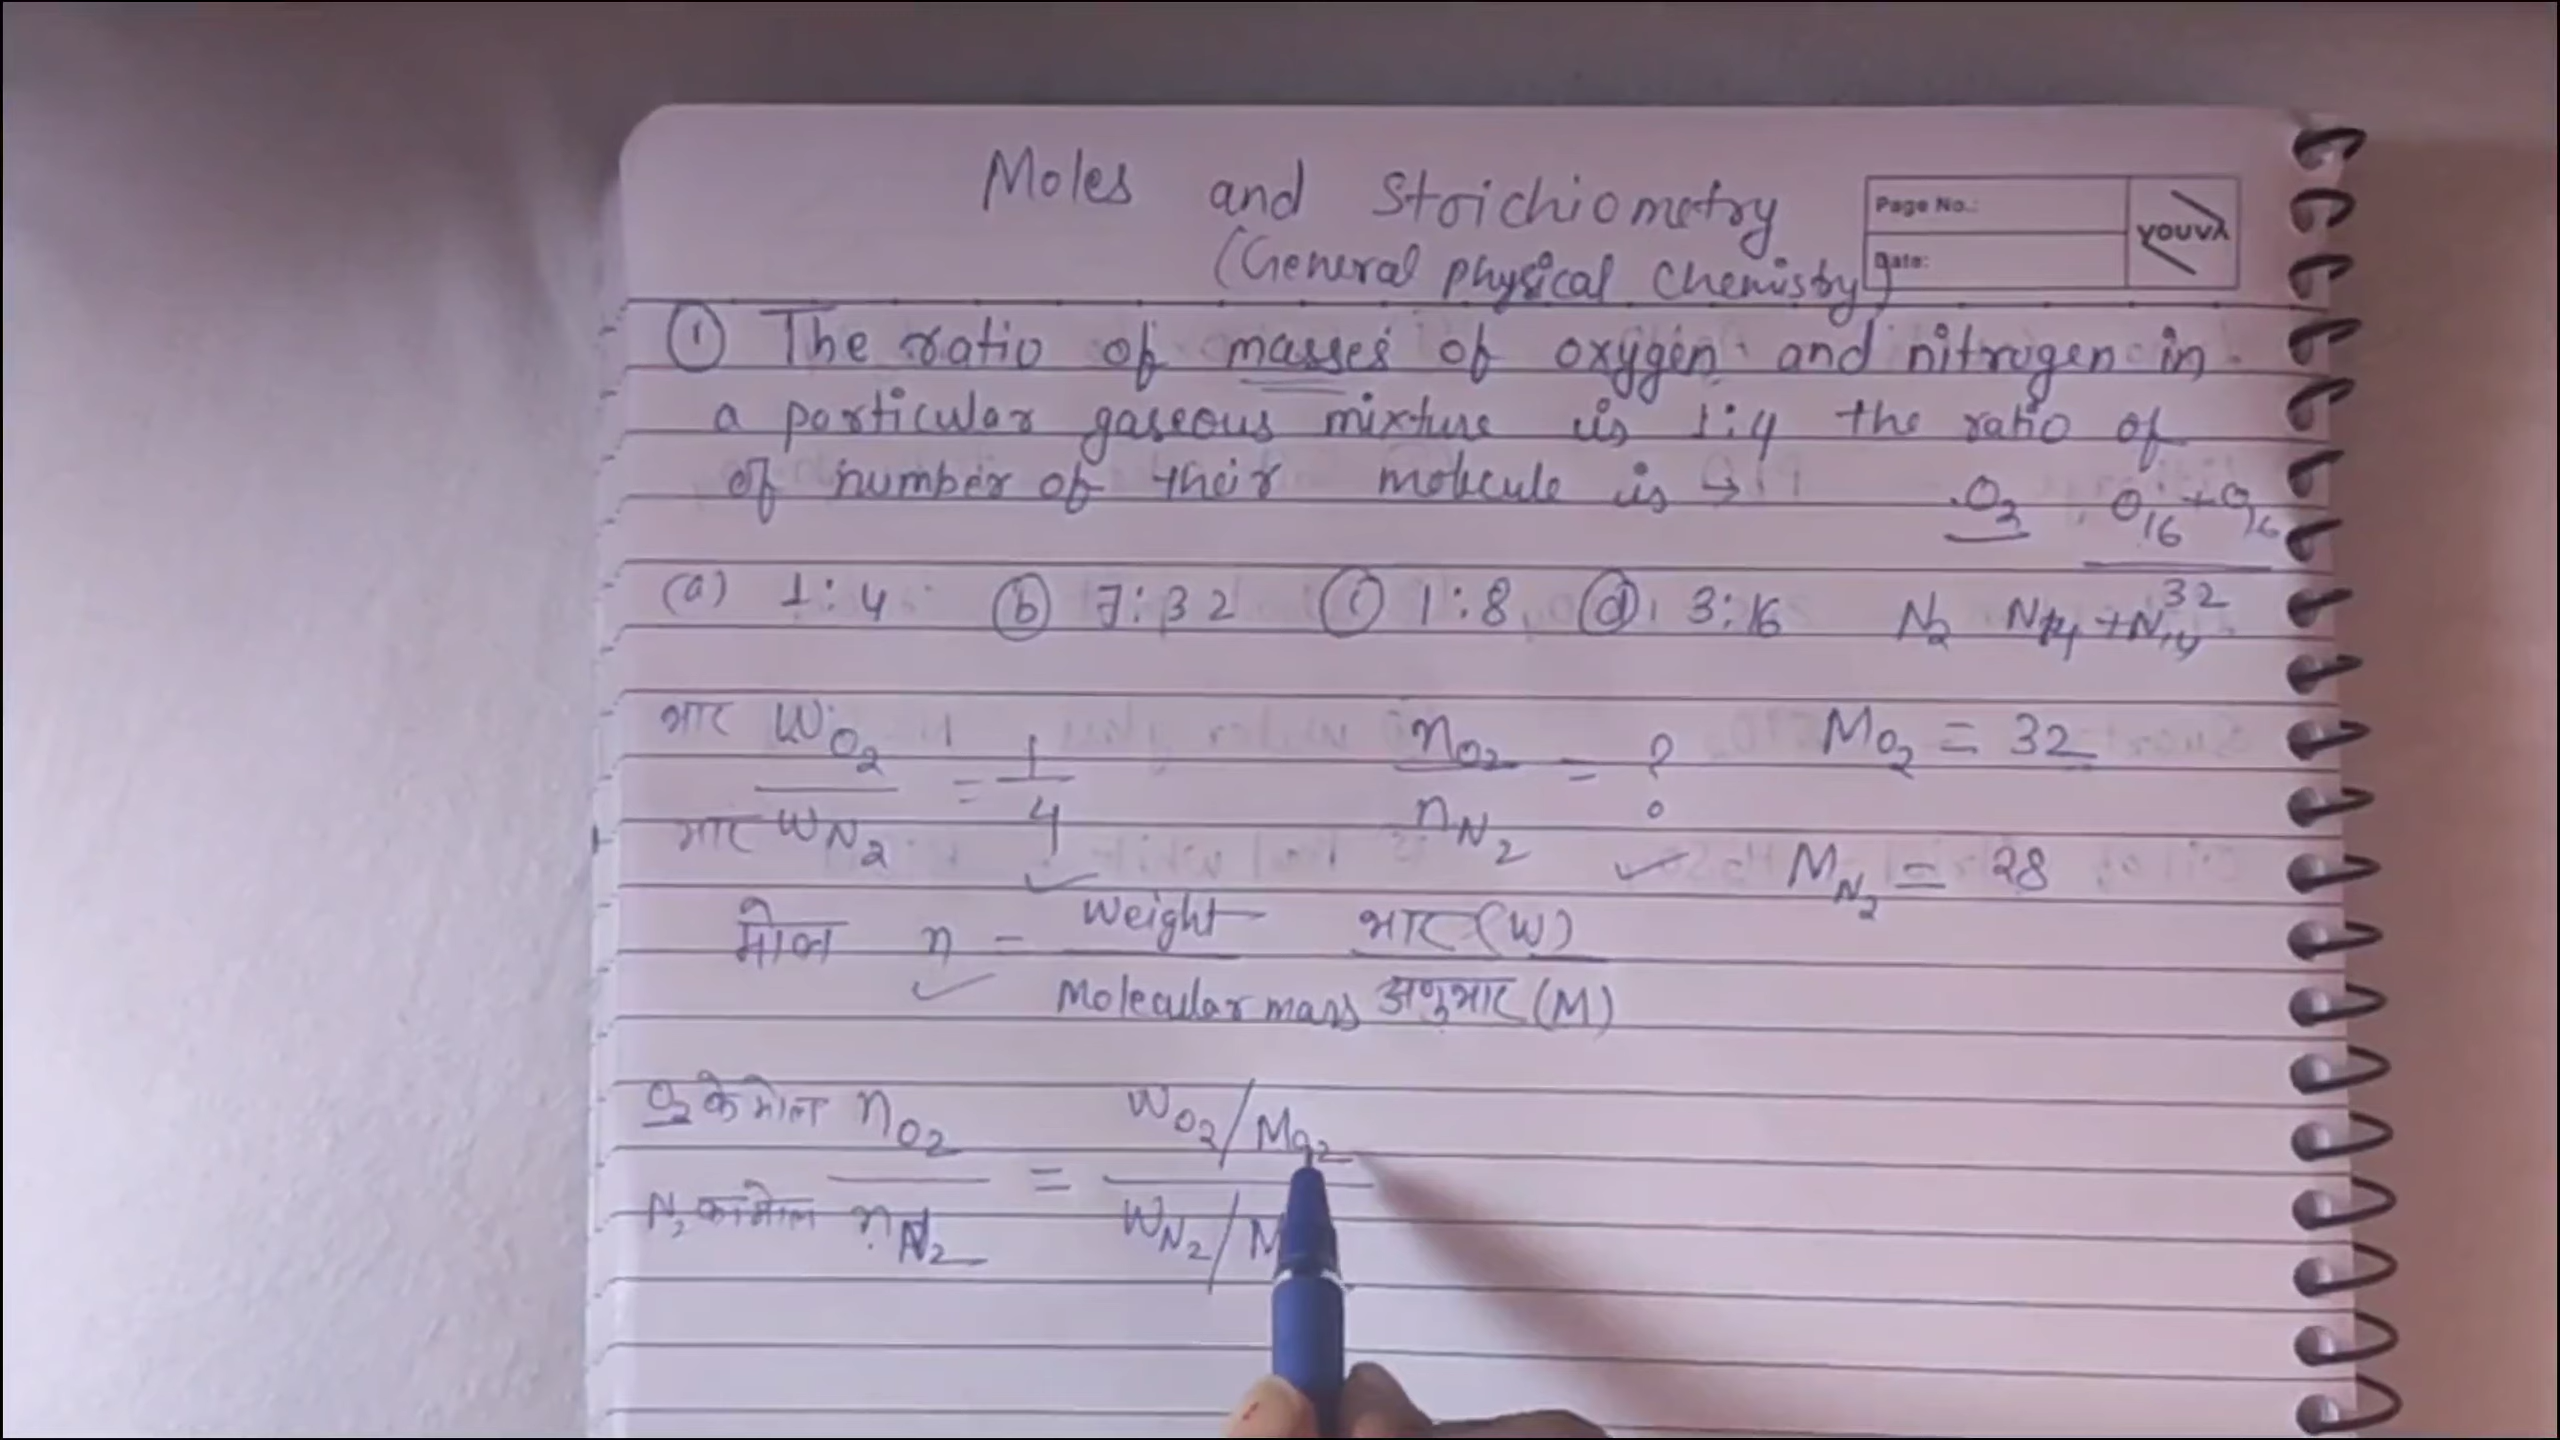 Moles and Stoichiometry
(General physical Chemistry)
Page No.:
Date:
youva
① The ratio of masses of oxygen and nitrogen in
a particular gaseous mixture is 1:4 the ratio of
of number of their molecule is →
O2 O16 + O16
32
(a) 1:4 (b) 7:32 (c) 1:8 (d) 3:16
N2 N14 + N14
भार WO2 / भार WN2 = 1/4
nO2 / nN2 = ?
MO2 = 32
MN2 = 28
मोल n = Weight / Molecular mass भार (W) / अणुभार (M)
O2 के मोल nO2 / N2 का मोल nN2 = WO2/MO2 / WN2/M